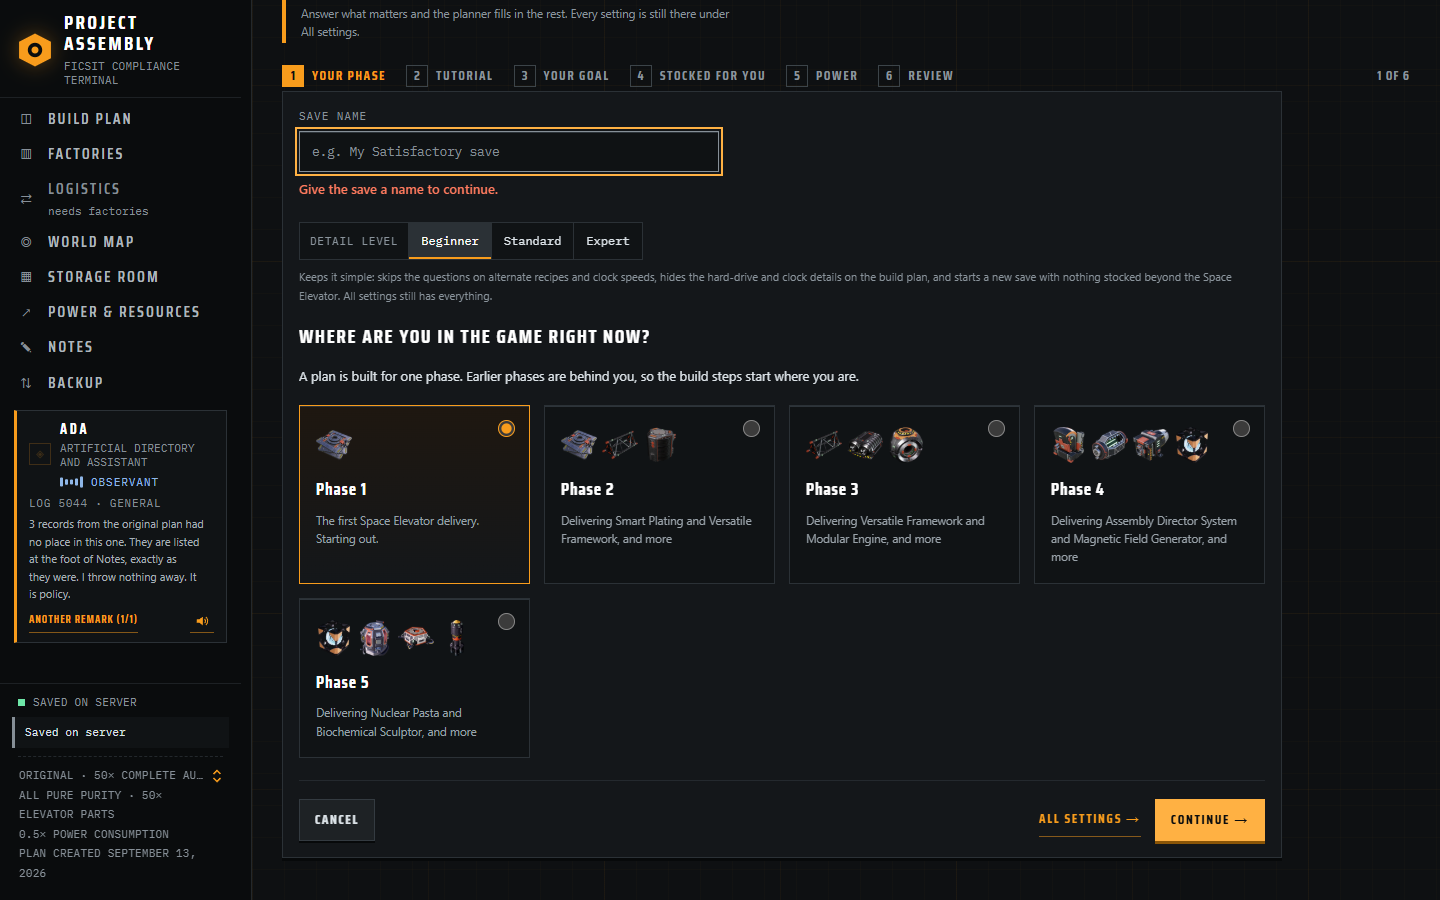 PROJECT
ASSEMBLY
FICSIT COMPLIANCE
TERMINAL
BUILD PLAN
FACTORIES
LOGISTICS
needs factories
WORLD MAP
STORAGE ROOM
POWER & RESOURCES
NOTES
BACKUP
ADA
ARTIFICIAL DIRECTORY
AND ASSISTANT
OBSERVANT
LOG 5044 · GENERAL
3 records from the original plan had
no place in this one. They are listed
at the foot of Notes, exactly as
they were. I throw nothing away. It
is policy.
ANOTHER REMARK (1/1)
SAVED ON SERVER
Saved on server
ORIGINAL · 50× COMPLETE AU…
ALL PURE PURITY · 50×
ELEVATOR PARTS
0.5× POWER CONSUMPTION
PLAN CREATED SEPTEMBER 13,
2026
Answer what matters and the planner fills in the rest. Every setting is still there under
All settings.
1 YOUR PHASE 2 TUTORIAL 3 YOUR GOAL 4 STOCKED FOR YOU 5 POWER 6 REVIEW 1 OF 6
SAVE NAME
e.g. My Satisfactory save
Give the save a name to continue.
DETAIL LEVEL Beginner Standard Expert
Keeps it simple: skips the questions on alternate recipes and clock speeds, hides the hard-drive and clock details on the build plan, and starts a new save with nothing stocked beyond the Space
Elevator. All settings still has everything.
WHERE ARE YOU IN THE GAME RIGHT NOW?
A plan is built for one phase. Earlier phases are behind you, so the build steps start where you are.
Phase 1
The first Space Elevator delivery.
Starting out.
Phase 2
Delivering Smart Plating and Versatile
Framework, and more
Phase 3
Delivering Versatile Framework and
Modular Engine, and more
Phase 4
Delivering Assembly Director System
and Magnetic Field Generator, and
more
Phase 5
Delivering Nuclear Pasta and
Biochemical Sculptor, and more
CANCEL
ALL SETTINGS →
CONTINUE →